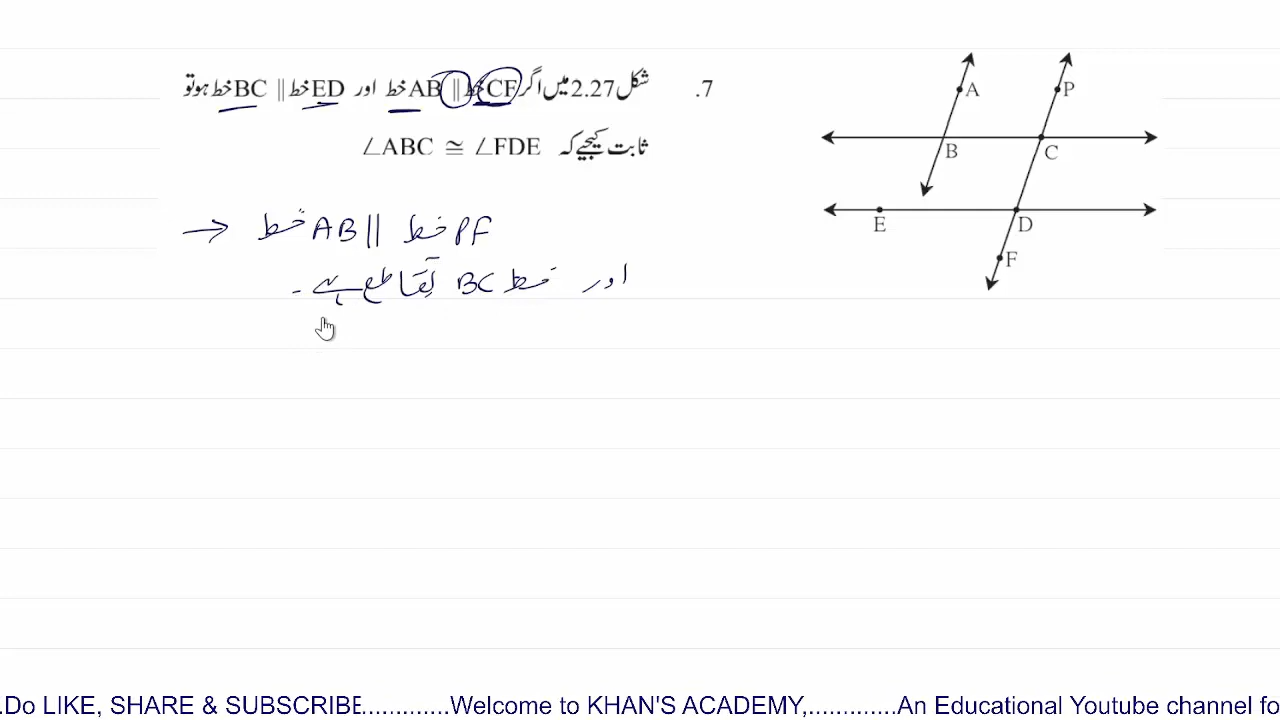 7. شکل 2.27 میں اگر CF خط || AB خط اور ED خط || BC خط ہو تو
ثابت کیجیے کہ ∠ABC ≅ ∠FDE
→ خط AB || خط PF
اور خط BC تقاطع ہے۔
A
P
B
C
E
D
F
.Do LIKE, SHARE & SUBSCRIBE.............Welcome to KHAN'S ACADEMY,.............An Educational Youtube channel fo